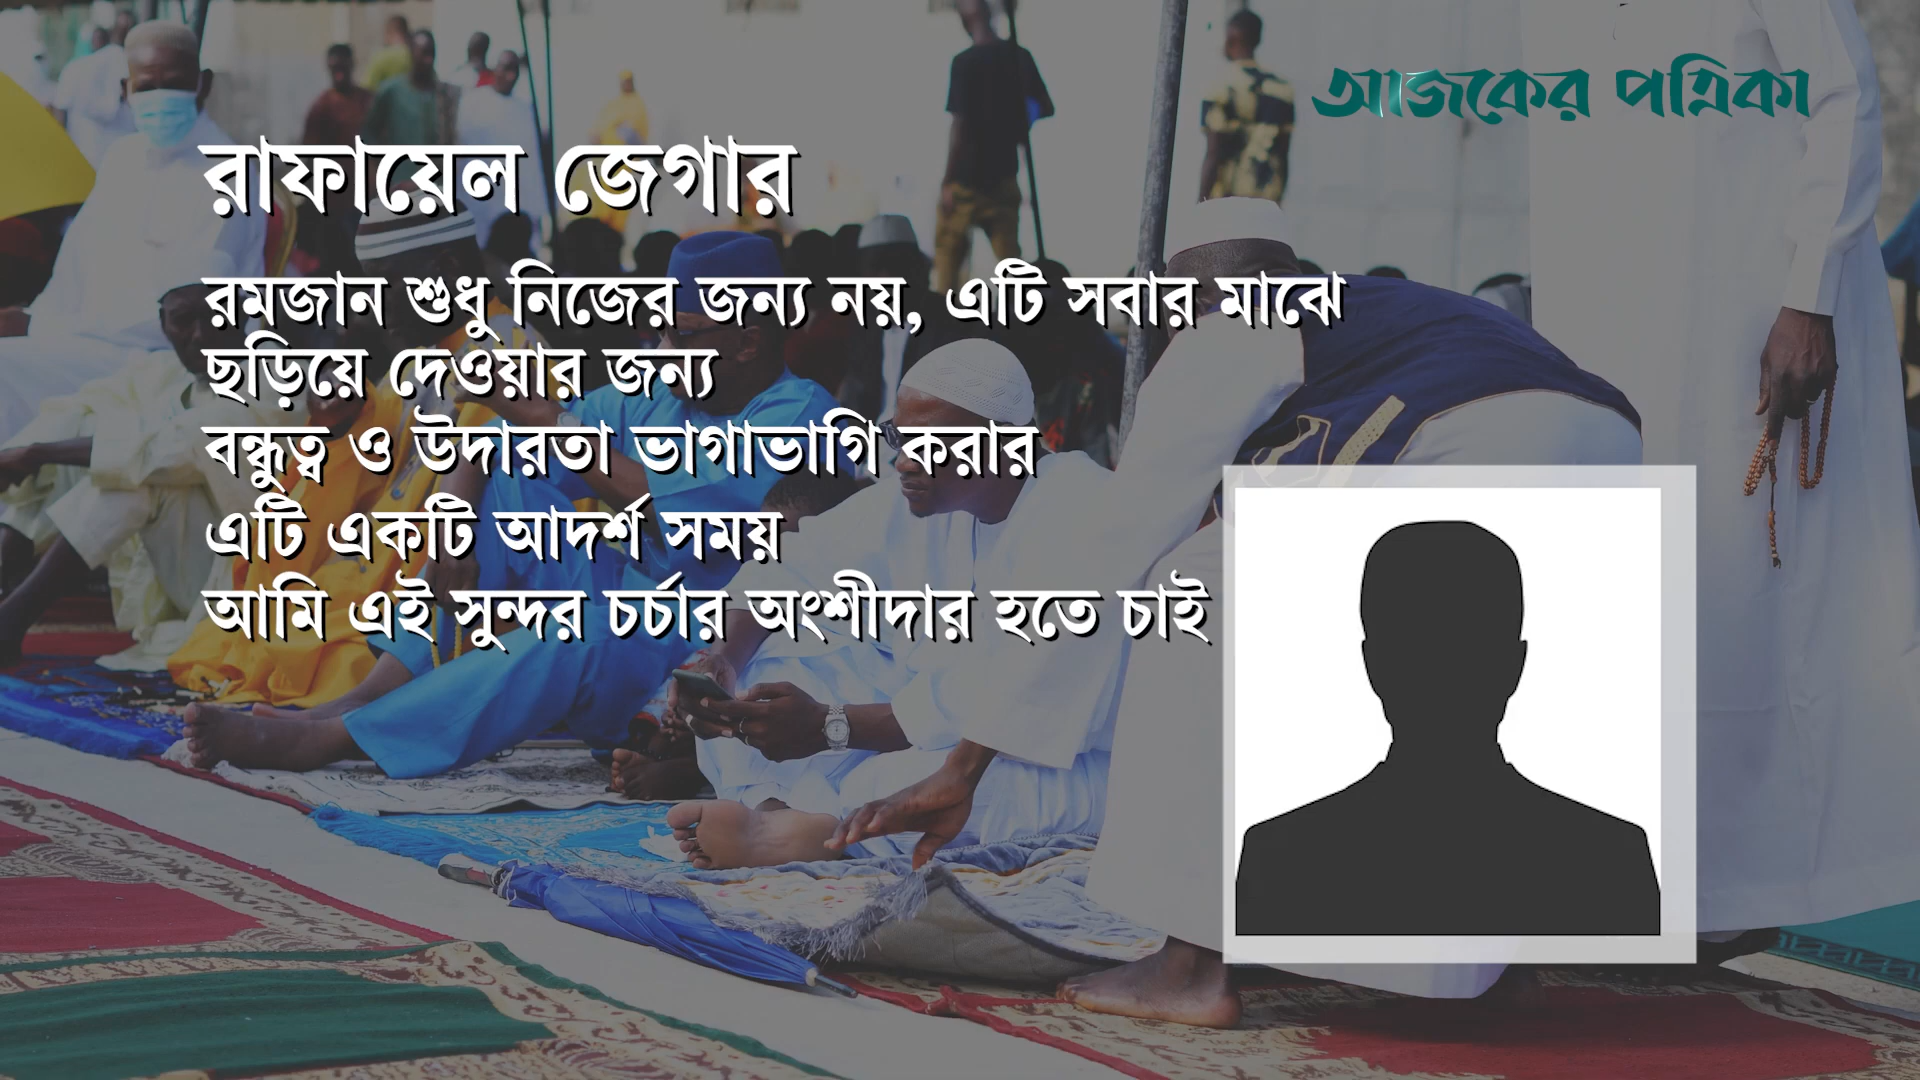 আজকের পত্রিকা
রাফায়েল জেগার
রমজান শুধু নিজের জন্য নয়, এটি সবার মাঝে
ছড়িয়ে দেওয়ার জন্য
বন্ধুত্ব ও উদারতা ভাগাভাগি করার
এটি একটি আদর্শ সময়
আমি এই সুন্দর চর্চার অংশীদার হতে চাই